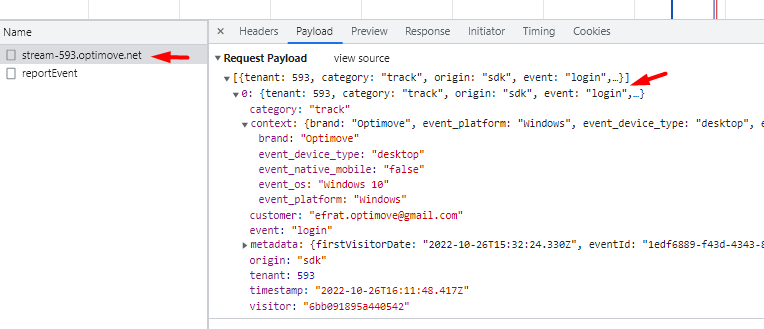 Name
Headers Payload Preview Response Initiator Timing Cookies
stream-593.optimove.net
reportEvent
Request Payload view source
[{tenant: 593, category: "track", origin: "sdk", event: "login",…}]
0: {tenant: 593, category: "track", origin: "sdk", event: "login",…}
category: "track"
context: {brand: "Optimove", event_platform: "Windows", event_device_type: "desktop", e
brand: "Optimove"
event_device_type: "desktop"
event_native_mobile: "false"
event_os: "Windows 10"
event_platform: "Windows"
customer: "efrat.optimove@gmail.com"
event: "login"
metadata: {firstVisitorDate: "2022-10-26T15:32:24.330Z", eventId: "1edf6889-f43d-4343-8
origin: "sdk"
tenant: 593
timestamp: "2022-10-26T16:11:48.417Z"
visitor: "6bb091895a440542"